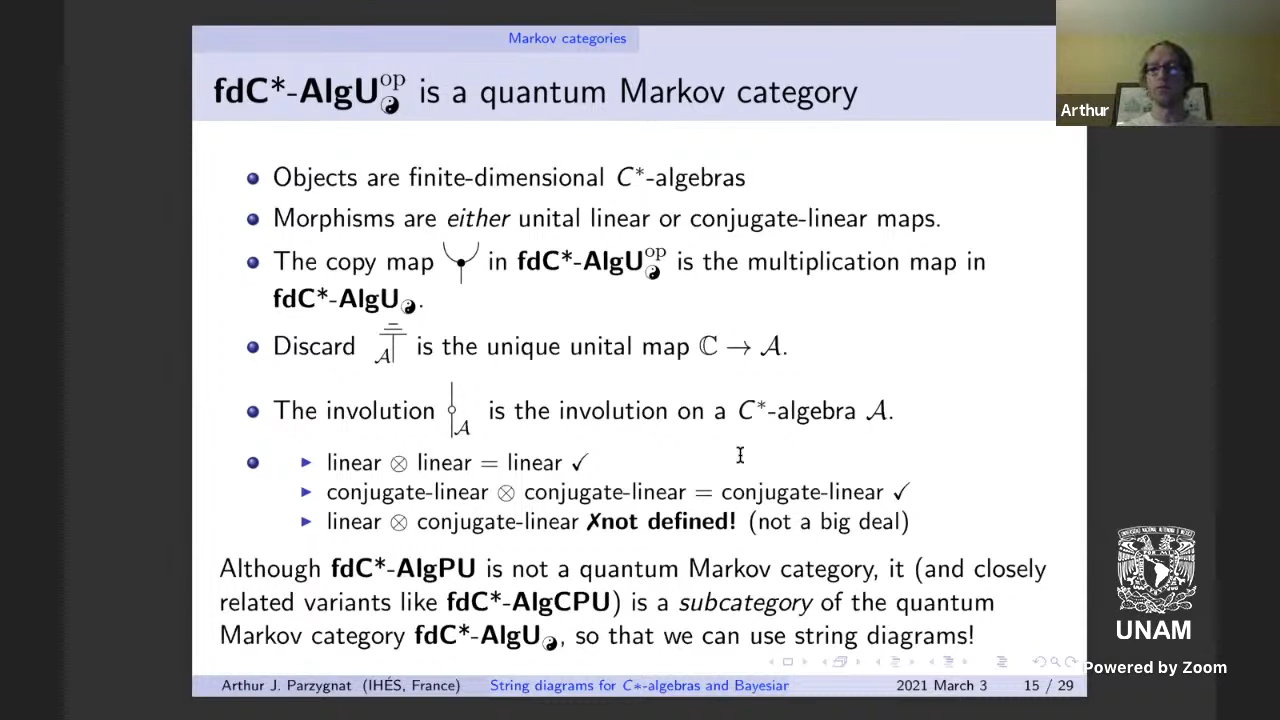 Markov categories
fdC*-AlgU☯^op is a quantum Markov category
Arthur
Objects are finite-dimensional C*-algebras
Morphisms are either unital linear or conjugate-linear maps.
The copy map in fdC*-AlgU☯^op is the multiplication map in
fdC*-AlgU☯.
Discard 𝒜 is the unique unital map ℂ → 𝒜.
The involution 𝒜 is the involution on a C*-algebra 𝒜.
linear ⊗ linear = linear ✓
conjugate-linear ⊗ conjugate-linear = conjugate-linear ✓
linear ⊗ conjugate-linear ✗not defined! (not a big deal)
Although fdC*-AlgPU is not a quantum Markov category, it (and closely
related variants like fdC*-AlgCPU) is a subcategory of the quantum
Markov category fdC*-AlgU☯, so that we can use string diagrams!
UNAM
Powered by Zoom
Arthur J. Parzygnat (IHÉS, France) String diagrams for C∗-algebras and Bayesiar 2021 March 3 15 / 29